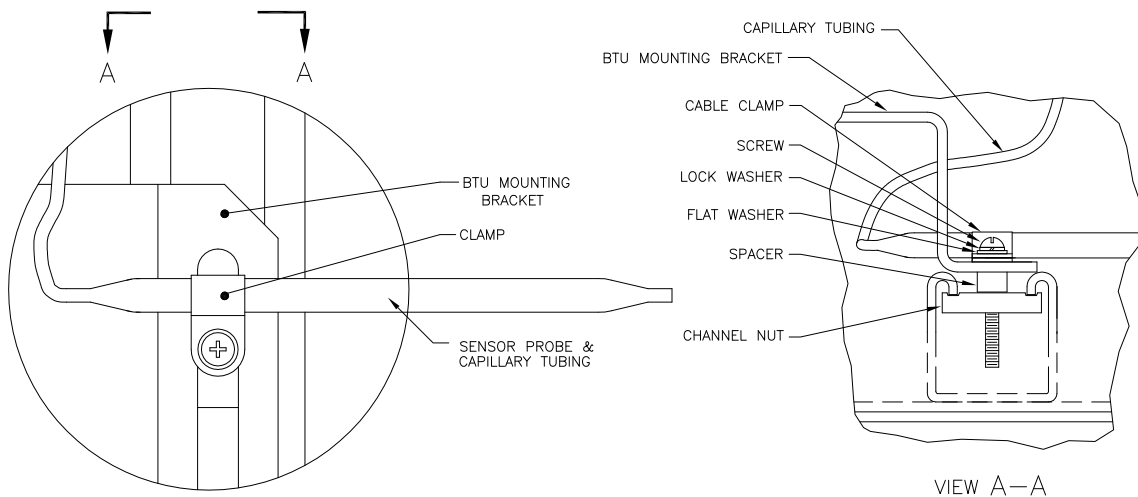 A A
BTU MOUNTING
BRACKET
CLAMP
SENSOR PROBE &
CAPILLARY TUBING
CAPILLARY TUBING
BTU MOUNTING BRACKET
CABLE CLAMP
SCREW
LOCK WASHER
FLAT WASHER
SPACER
CHANNEL NUT
VIEW A–A